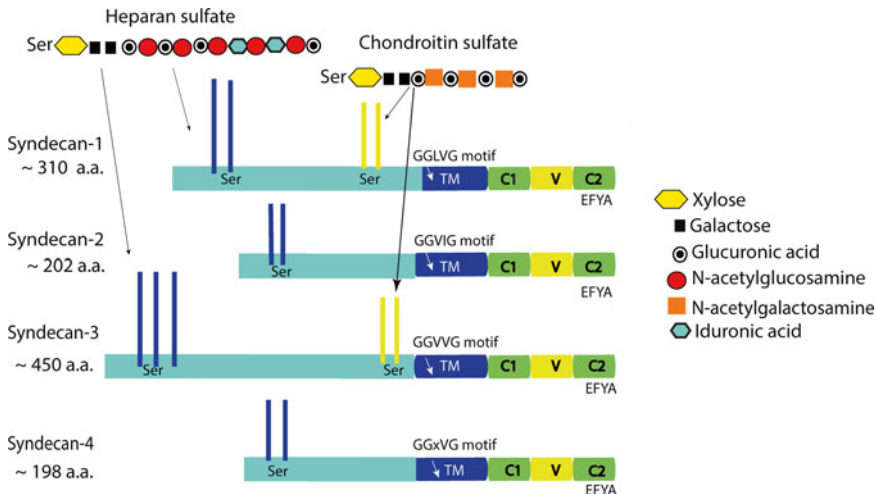 Heparan sulfate
Ser
Chondroitin sulfate
Ser
Syndecan-1
~ 310 a.a.
Ser
Ser
GGLVG motif
TM C1 V C2
EFYA
Syndecan-2
~ 202 a.a.
Ser
GGVIG motif
TM C1 V C2
EFYA
Syndecan-3
~ 450 a.a.
Ser
Ser
GGVVG motif
TM C1 V C2
EFYA
Syndecan-4
~ 198 a.a.
Ser
GGxVG motif
TM C1 V C2
EFYA
Xylose
Galactose
Glucuronic acid
N-acetylglucosamine
N-acetylgalactosamine
Iduronic acid